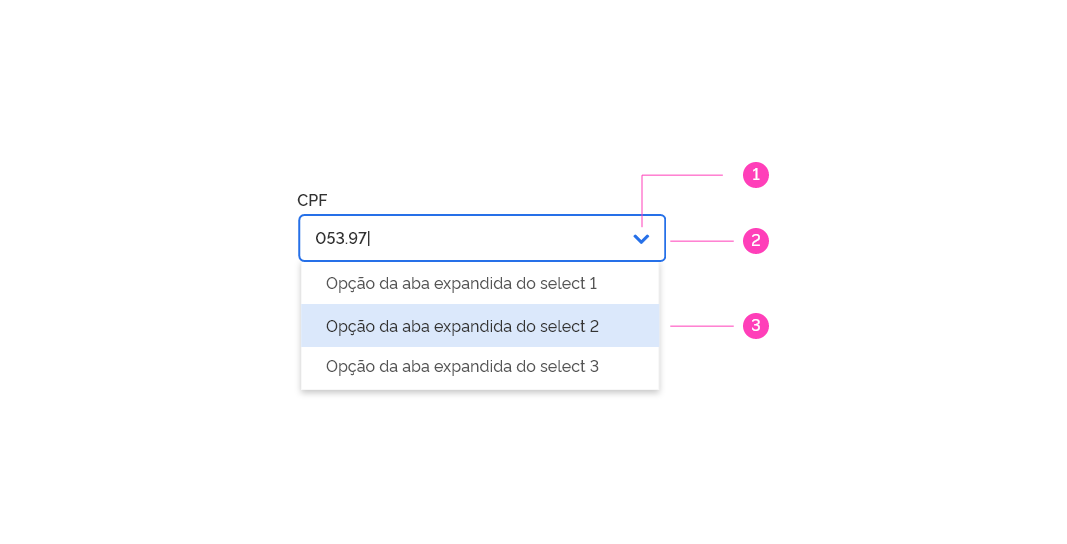 1
CPF
053.97|
2
Opção da aba expandida do select 1
Opção da aba expandida do select 2
3
Opção da aba expandida do select 3